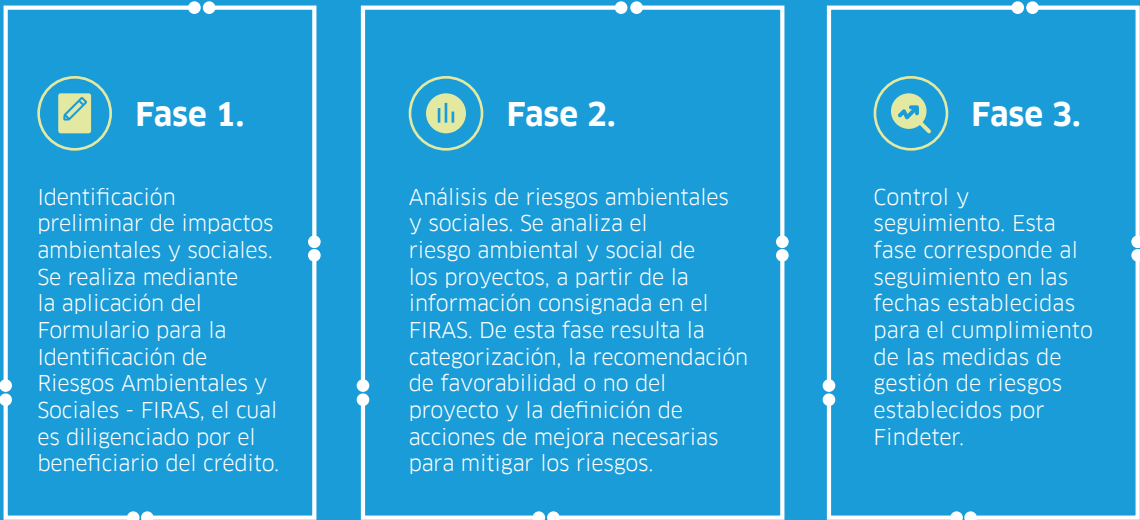 Fase 1.
Identificación
preliminar de impactos
ambientales y sociales.
Se realiza mediante
la aplicación del
Formulario para la
Identificación de
Riesgos Ambientales y
Sociales - FIRAS, el cual
es diligenciado por el
beneficiario del crédito.
Fase 2.
Análisis de riesgos ambientales
y sociales. Se analiza el
riesgo ambiental y social de
los proyectos, a partir de la
información consignada en el
FIRAS. De esta fase resulta la
categorización, la recomendación
de favorabilidad o no del
proyecto y la definición de
acciones de mejora necesarias
para mitigar los riesgos.
Fase 3.
Control y
seguimiento. Esta
fase corresponde al
seguimiento en las
fechas establecidas
para el cumplimiento
de las medidas de
gestión de riesgos
establecidos por
Findeter.